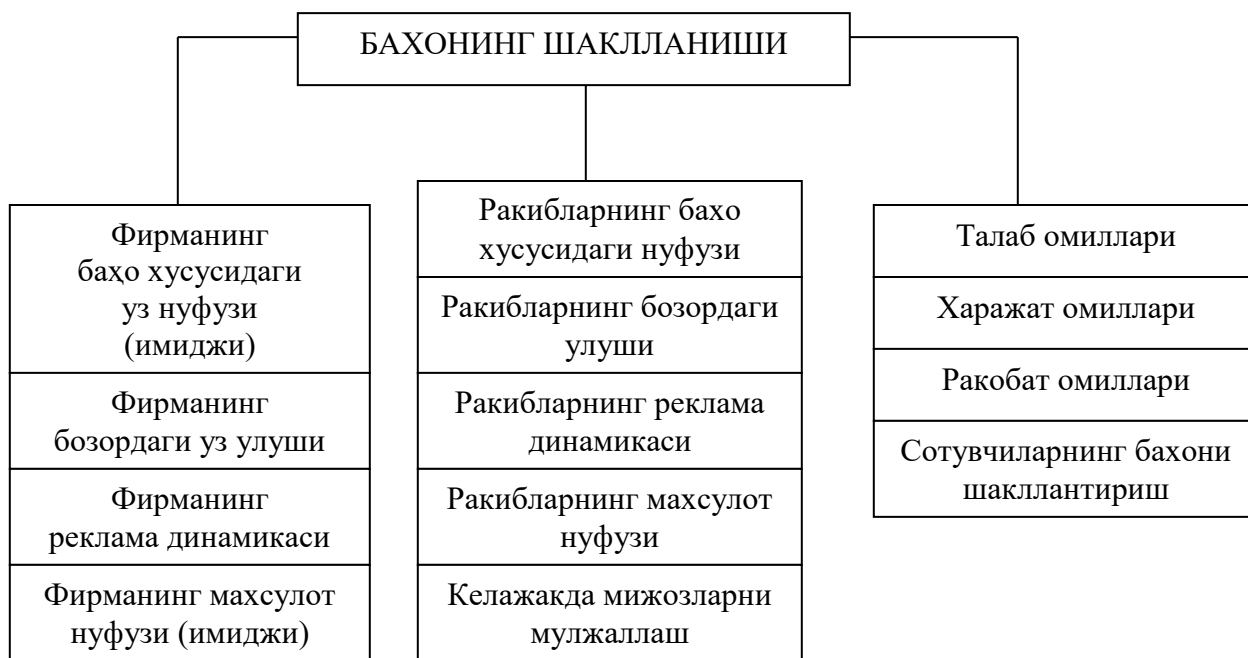 БАХОНИНГ ШАКЛЛАНИШИ
Фирманинг
баҳо хусусидаги
уз нуфузи
(имиджи)
Фирманинг
бозордаги уз улуши
Фирманинг
реклама динамикаси
Фирманинг махсулот
нуфузи (имиджи)
Ракибларнинг бахо
хусусидаги нуфузи
Ракибларнинг бозордаги
улуши
Ракибларнинг реклама
динамикаси
Ракибларнинг махсулот
нуфузи
Келажакда мижозларни
мулжаллаш
Талаб омиллари
Харажат омиллари
Ракобат омиллари
Сотувчиларнинг бахони
шакллантириш